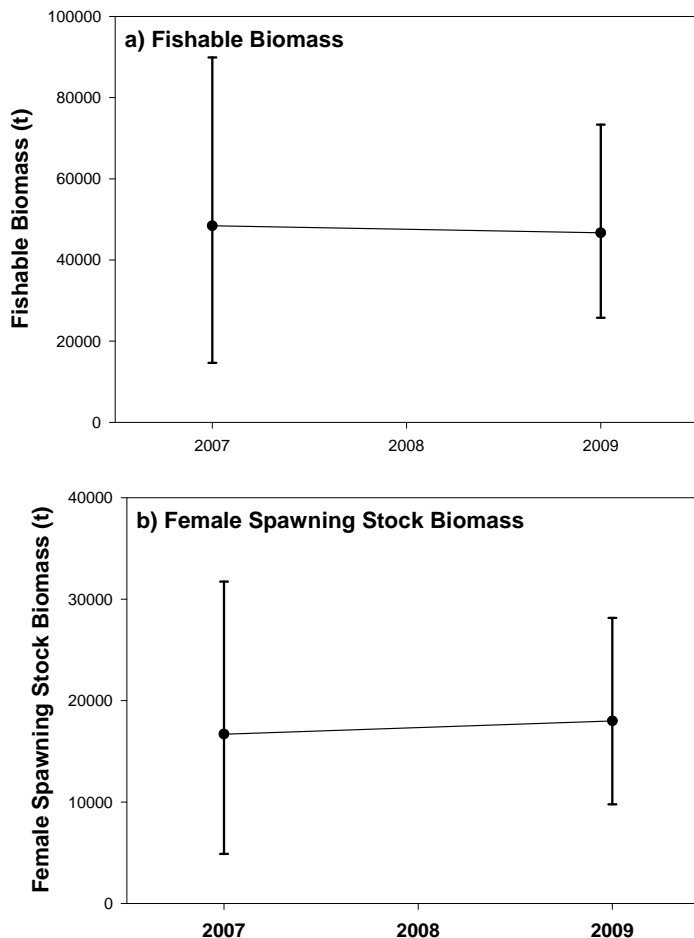 a) Fishable Biomass
Fishable Biomass (t)
100000
80000
60000
40000
20000
0
2007 2008 2009
b) Female Spawning Stock Biomass
Female Spawning Stock Biomass (t)
40000
30000
20000
10000
0
2007 2008 2009